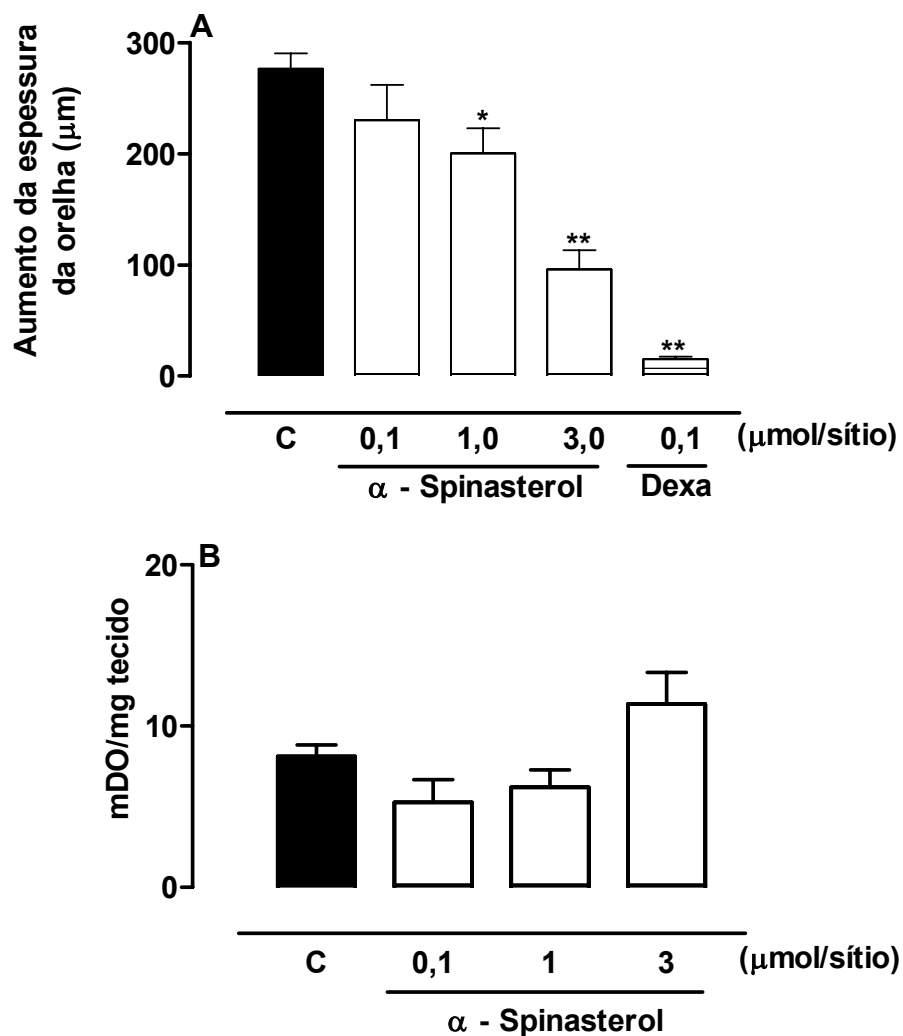 A
Aumento da espessura
da orelha (μm)
300
200
100
0
*
**
**
C 0,1 1,0 3,0 0,1 (μmol/sítio)
α - Spinasterol Dexa
B
mDO/mg tecido
20
10
0
C 0,1 1 3 (μmol/sítio)
α - Spinasterol